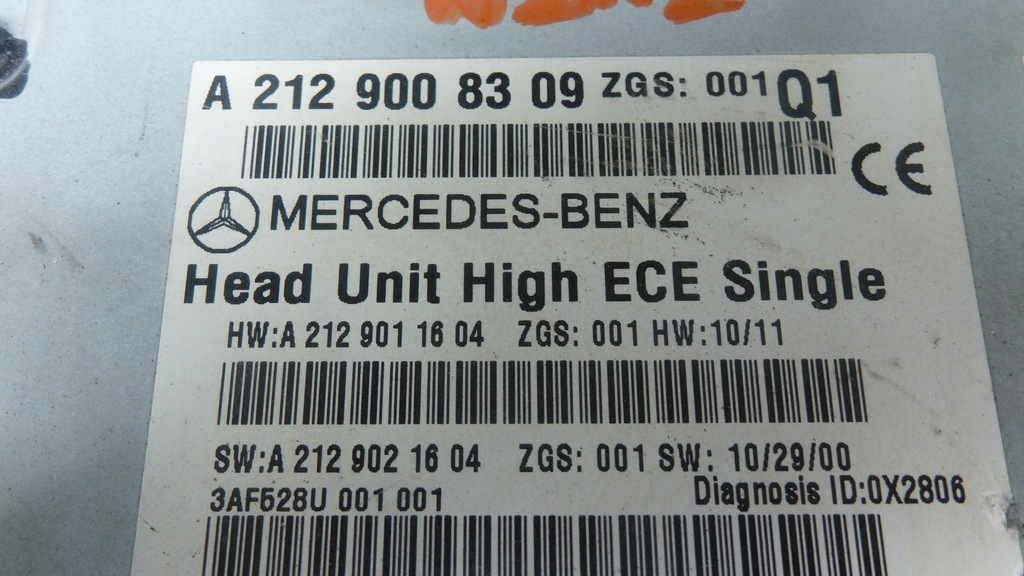 A 212 900 83 09 ZGS: 001 Q1
CE
MERCEDES-BENZ
Head Unit High ECE Single
HW:A 212 901 16 04 ZGS: 001 HW:10/11
SW:A 212 902 16 04 ZGS: 001 SW: 10/29/00
3AF528U 001 001 Diagnosis ID:0X2806